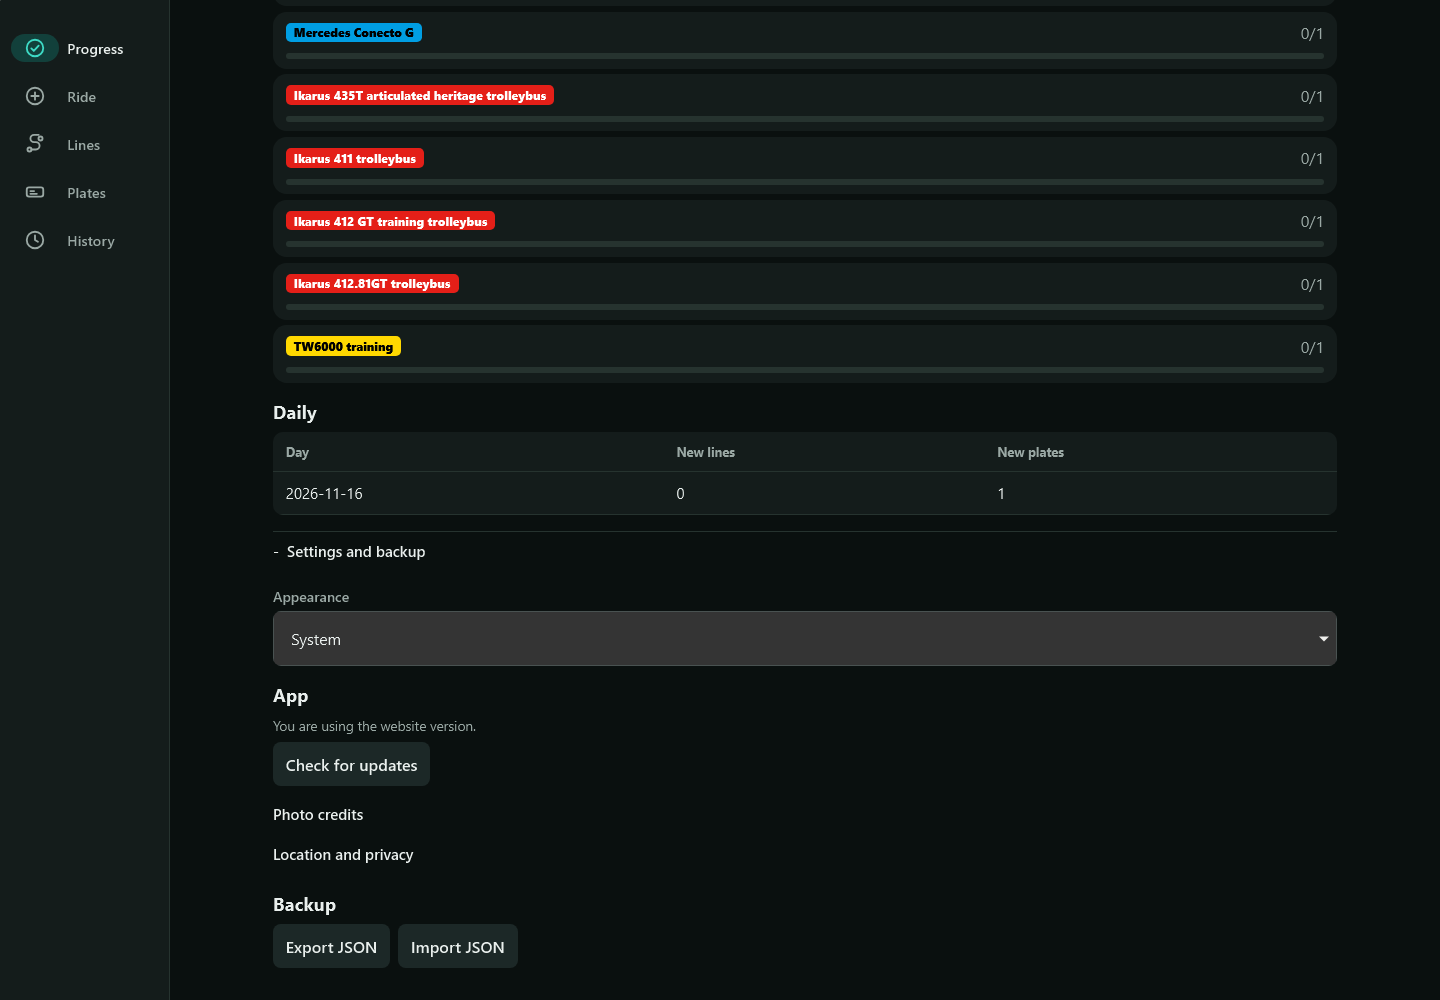 Progress
Ride
Lines
Plates
History
Mercedes Conecto G 0/1
Ikarus 435T articulated heritage trolleybus 0/1
Ikarus 411 trolleybus 0/1
Ikarus 412 GT training trolleybus 0/1
Ikarus 412.81GT trolleybus 0/1
TW6000 training 0/1
Daily
Day New lines New plates
2026-11-16 0 1
- Settings and backup
Appearance
System
App
You are using the website version.
Check for updates
Photo credits
Location and privacy
Backup
Export JSON Import JSON